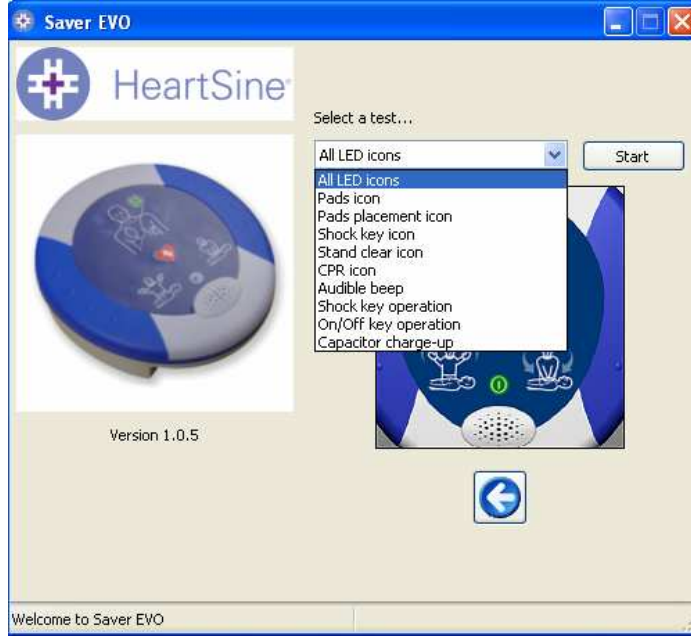 Saver EVO
HeartSine®
Select a test...
All LED icons
Start
All LED icons
Pads icon
Pads placement icon
Shock key icon
Stand clear icon
CPR icon
Audible beep
Shock key operation
On/Off key operation
Capacitor charge-up
Version 1.0.5
Welcome to Saver EVO